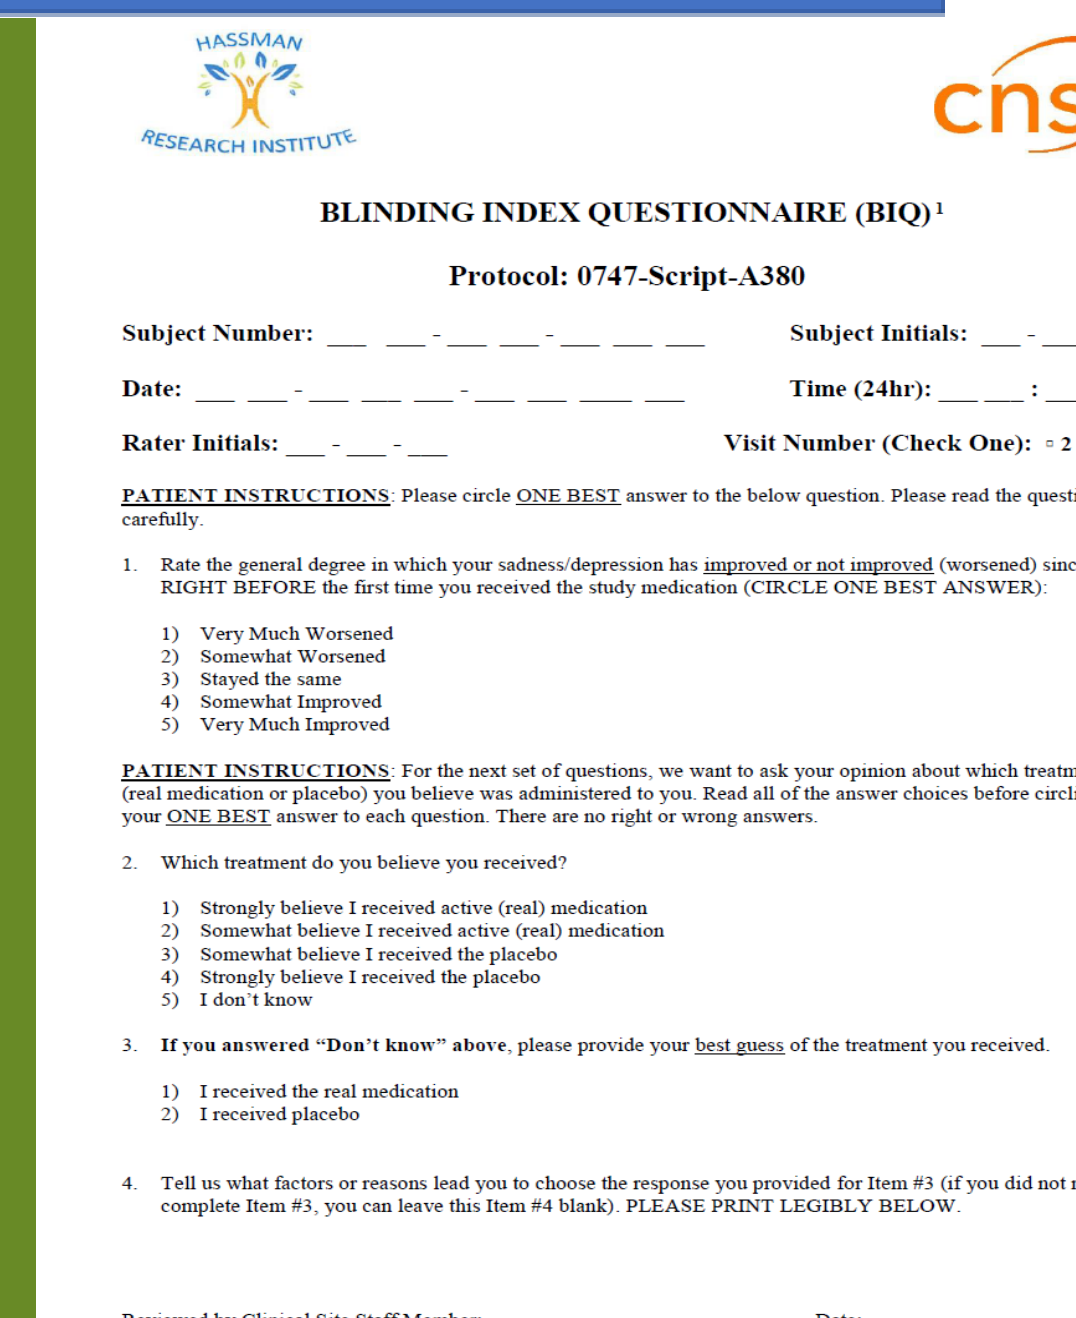 HASSMAN
RESEARCH INSTITUTE
cns
BLINDING INDEX QUESTIONNAIRE (BIQ)¹
Protocol: 0747-Script-A380
Subject Number: ___ ___ - ___ ___ - ___ ___ ___ Subject Initials: ___ - ___
Date: ___ ___ - ___ ___ ___ - ___ ___ ___ ___ Time (24hr): ___ ___ : ___
Rater Initials: ___ - ___ - ___ Visit Number (Check One): ▫ 2
PATIENT INSTRUCTIONS: Please circle ONE BEST answer to the below question. Please read the questi
carefully.
1. Rate the general degree in which your sadness/depression has improved or not improved (worsened) sinc
RIGHT BEFORE the first time you received the study medication (CIRCLE ONE BEST ANSWER):
1) Very Much Worsened
2) Somewhat Worsened
3) Stayed the same
4) Somewhat Improved
5) Very Much Improved
PATIENT INSTRUCTIONS: For the next set of questions, we want to ask your opinion about which treatm
(real medication or placebo) you believe was administered to you. Read all of the answer choices before circli
your ONE BEST answer to each question. There are no right or wrong answers.
2. Which treatment do you believe you received?
1) Strongly believe I received active (real) medication
2) Somewhat believe I received active (real) medication
3) Somewhat believe I received the placebo
4) Strongly believe I received the placebo
5) I don’t know
3. If you answered “Don’t know” above, please provide your best guess of the treatment you received.
1) I received the real medication
2) I received placebo
4. Tell us what factors or reasons lead you to choose the response you provided for Item #3 (if you did not
complete Item #3, you can leave this Item #4 blank). PLEASE PRINT LEGIBLY BELOW.
Reviewed by Clinical Site Staff Member: Date: